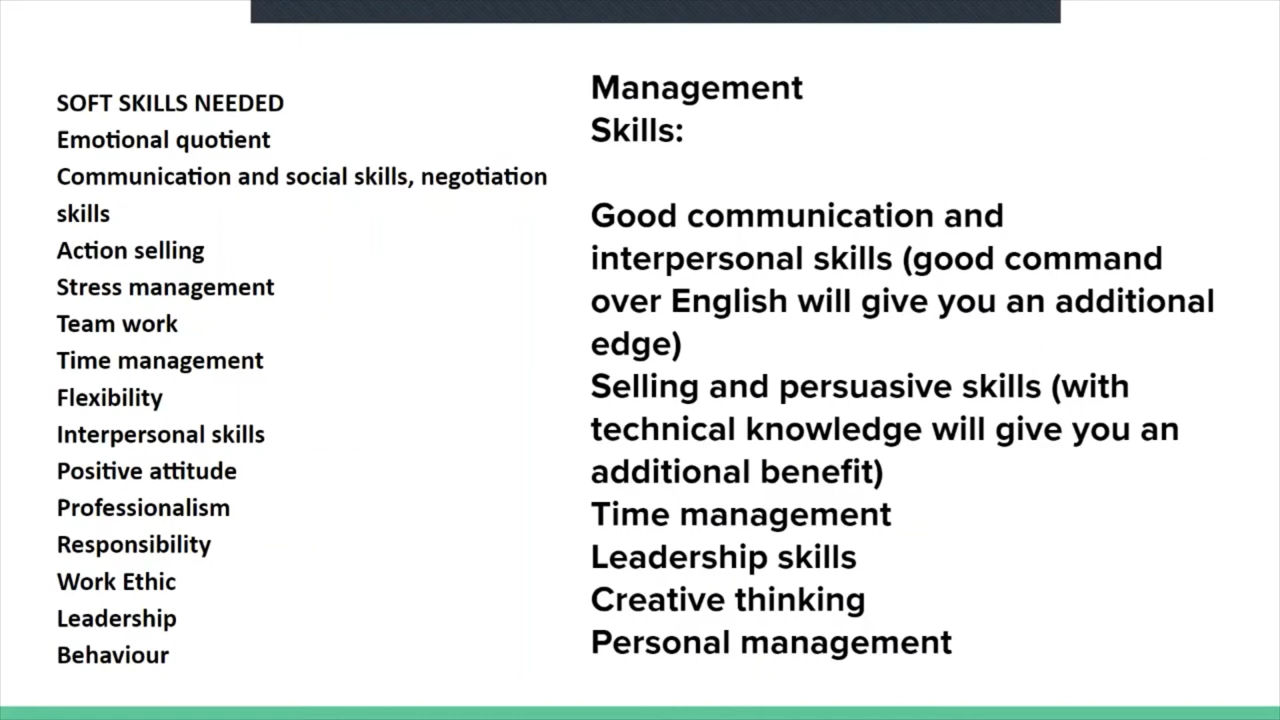 SOFT SKILLS NEEDED
Emotional quotient
Communication and social skills, negotiation
skills
Action selling
Stress management
Team work
Time management
Flexibility
Interpersonal skills
Positive attitude
Professionalism
Responsibility
Work Ethic
Leadership
Behaviour
Management
Skills:
Good communication and
interpersonal skills (good command
over English will give you an additional
edge)
Selling and persuasive skills (with
technical knowledge will give you an
additional benefit)
Time management
Leadership skills
Creative thinking
Personal management